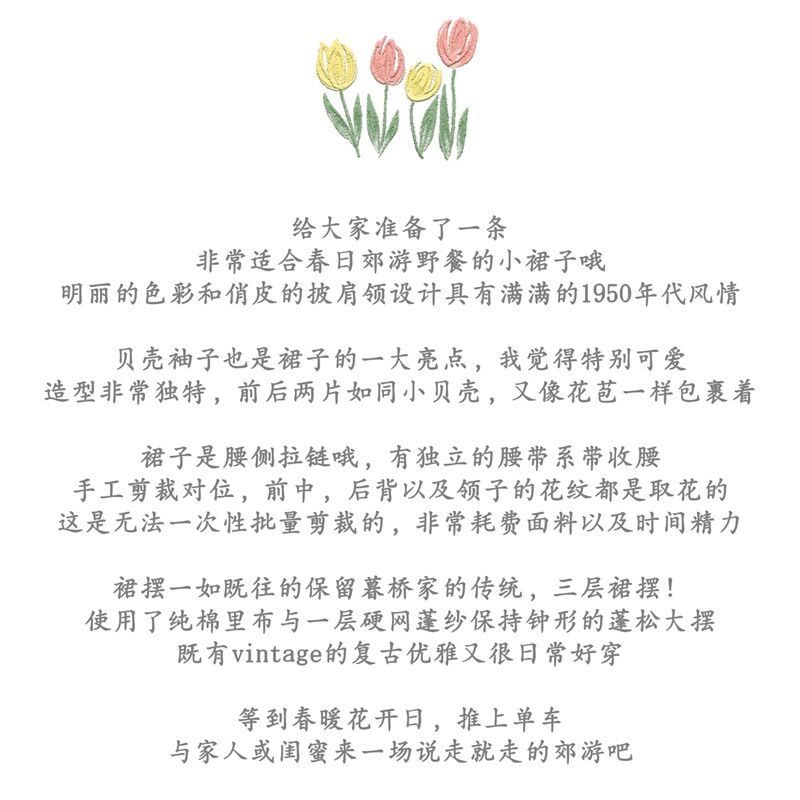 给大家准备了一条
非常适合春日郊游野餐的小裙子哦
明丽的色彩和俏皮的披肩领设计具有满满的1950年代风情
贝壳袖子也是裙子的一大亮点，我觉得特别可爱
造型非常独特，前后两片如同小贝壳，又像花苞一样包裹着
裙子是腰侧拉链哦，有独立的腰带系带收腰
手工剪裁对位，前中，后背以及领子的花纹都是取花的
这是无法一次性批量剪裁的，非常耗费面料以及时间精力
裙摆一如既往的保留暮桥家的传统，三层裙摆！
使用了纯棉里布与一层硬网蓬纱保持钟形的蓬松大摆
既有vintage的复古优雅又很日常好穿
等到春暖花开日，推上单车
与家人或闺蜜来一场说走就走的郊游吧